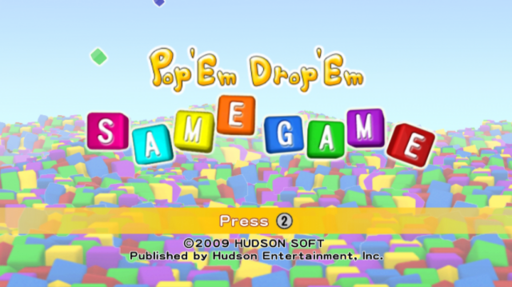 Pop'Em Drop'Em
SAMEGAME
Press ②
©2009 HUDSON SOFT
Published by Hudson Entertainment, Inc.